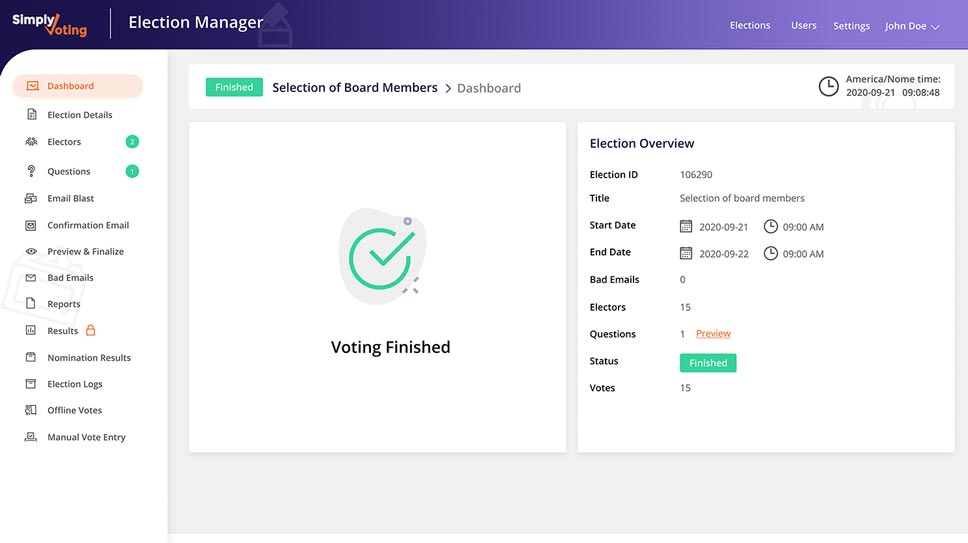 Simply Voting
Election Manager
Elections Users Settings John Doe
Dashboard
Election Details
Electors 2
Questions 1
Email Blast
Confirmation Email
Preview & Finalize
Bad Emails
Reports
Results
Nomination Results
Election Logs
Offline Votes
Manual Vote Entry
Finished Selection of Board Members > Dashboard
America/Nome time:
2020-09-21 09:08:48
Voting Finished
Election Overview
Election ID 106290
Title Selection of board members
Start Date 2020-09-21 09:00 AM
End Date 2020-09-22 09:00 AM
Bad Emails 0
Electors 15
Questions 1 Preview
Status Finished
Votes 15